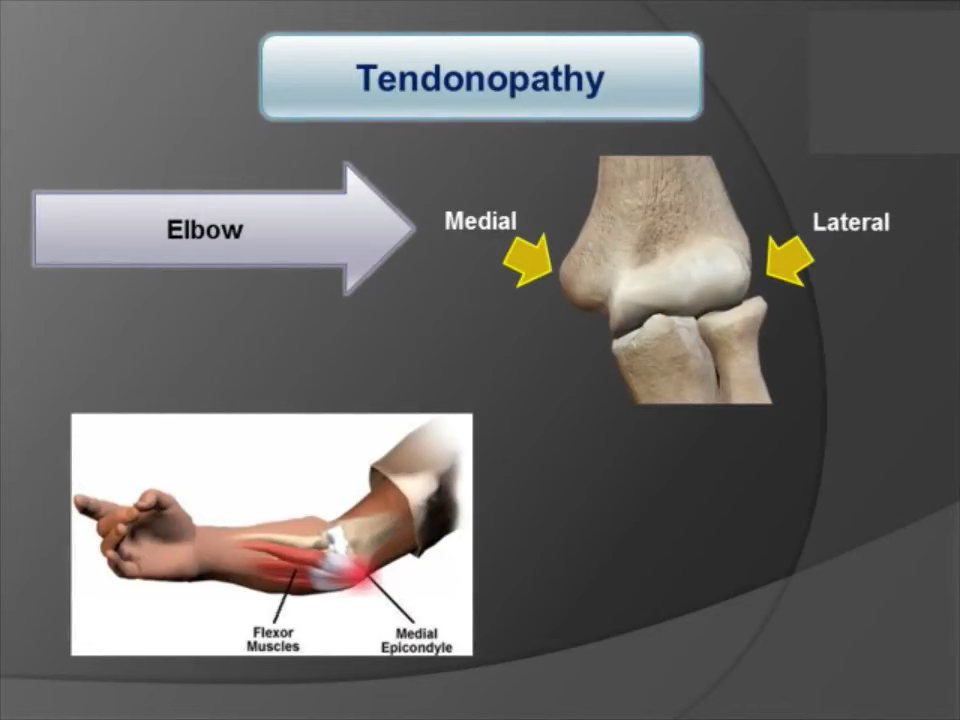 Tendonopathy
Elbow
Medial
Lateral
Flexor
Muscles
Medial
Epicondyle